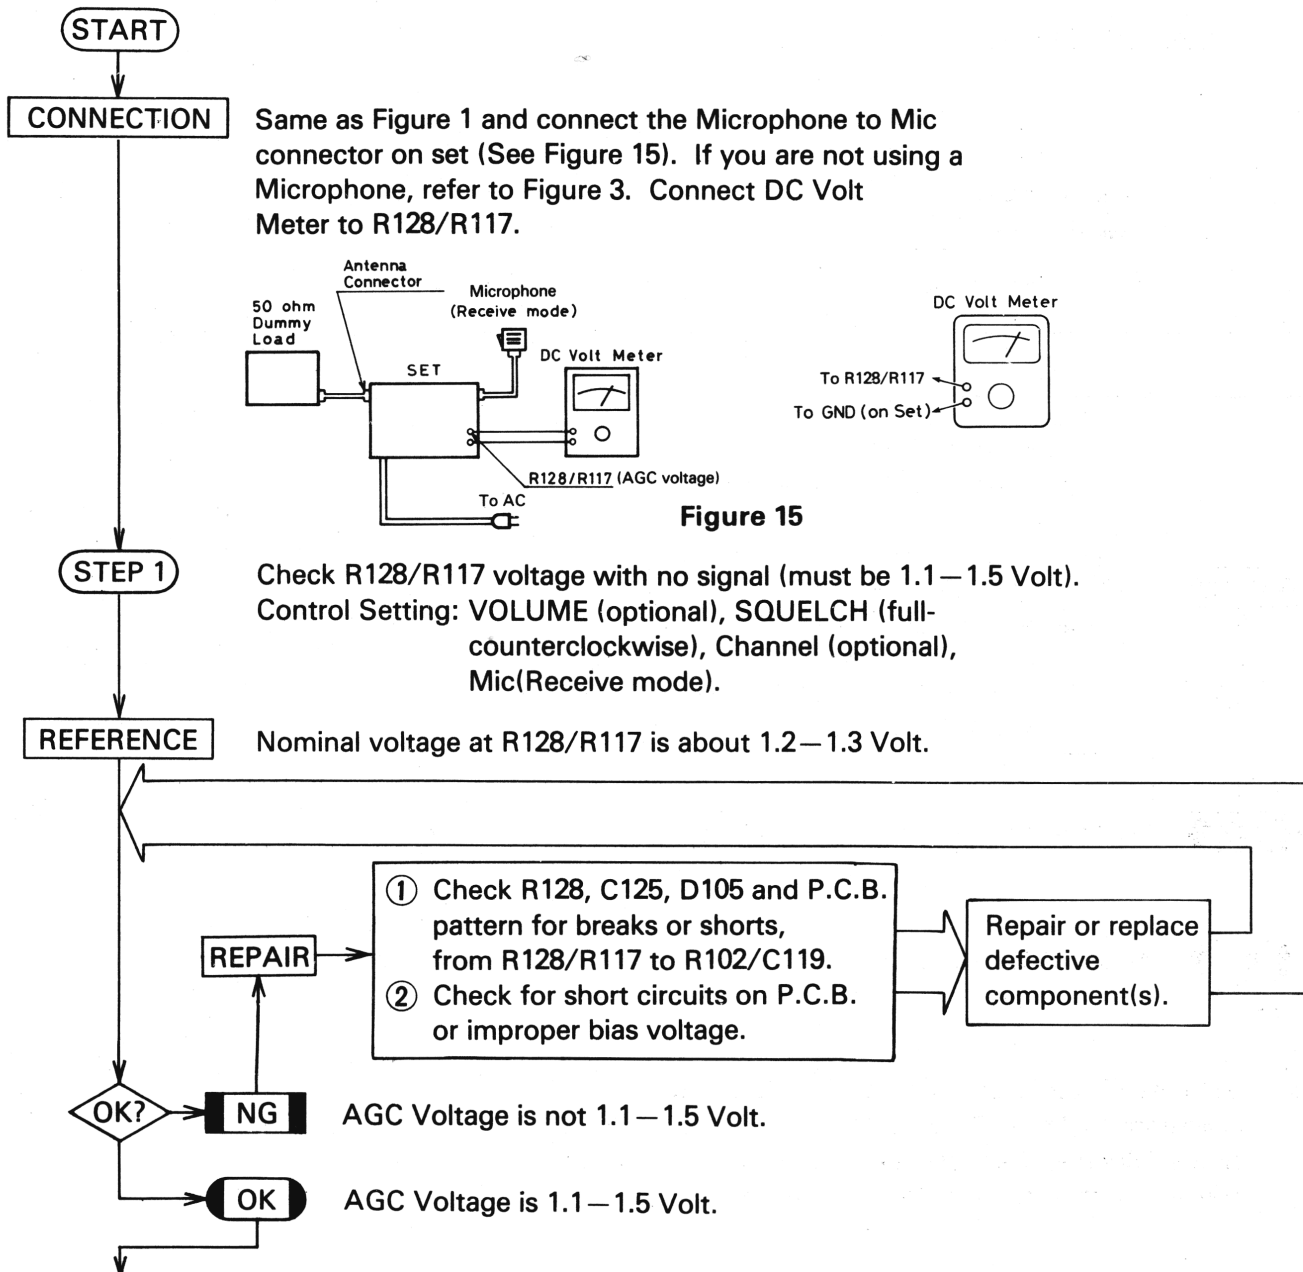 START
CONNECTION
Same as Figure 1 and connect the Microphone to Mic
connector on set (See Figure 15). If you are not using a
Microphone, refer to Figure 3. Connect DC Volt
Meter to R128/R117.
Antenna
Connector
Microphone
(Receive mode)
50 ohm
Dummy
Load
SET
DC Volt Meter
R128/R117 (AGC voltage)
To AC
DC Volt Meter
To R128/R117
To GND (on Set)
Figure 15
STEP 1
Check R128/R117 voltage with no signal (must be 1.1—1.5 Volt).
Control Setting: VOLUME (optional), SQUELCH (full-
counterclockwise), Channel (optional),
Mic(Receive mode).
REFERENCE
Nominal voltage at R128/R117 is about 1.2—1.3 Volt.
REPAIR
① Check R128, C125, D105 and P.C.B.
pattern for breaks or shorts,
from R128/R117 to R102/C119.
② Check for short circuits on P.C.B.
or improper bias voltage.
Repair or replace
defective
component(s).
OK?
NG
AGC Voltage is not 1.1—1.5 Volt.
OK
AGC Voltage is 1.1—1.5 Volt.